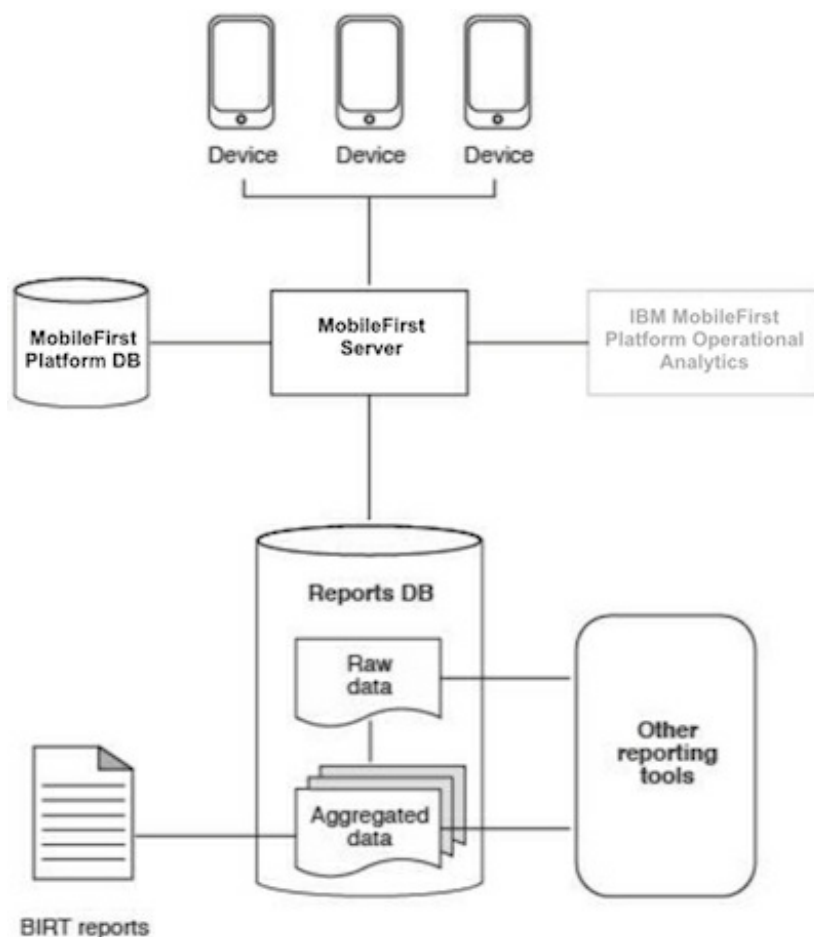 Device
Device
Device
MobileFirst
Platform DB
MobileFirst
Server
IBM MobileFirst
Platform Operational
Analytics
Reports DB
Raw
data
Other
reporting
tools
Aggregated
data
BIRT reports